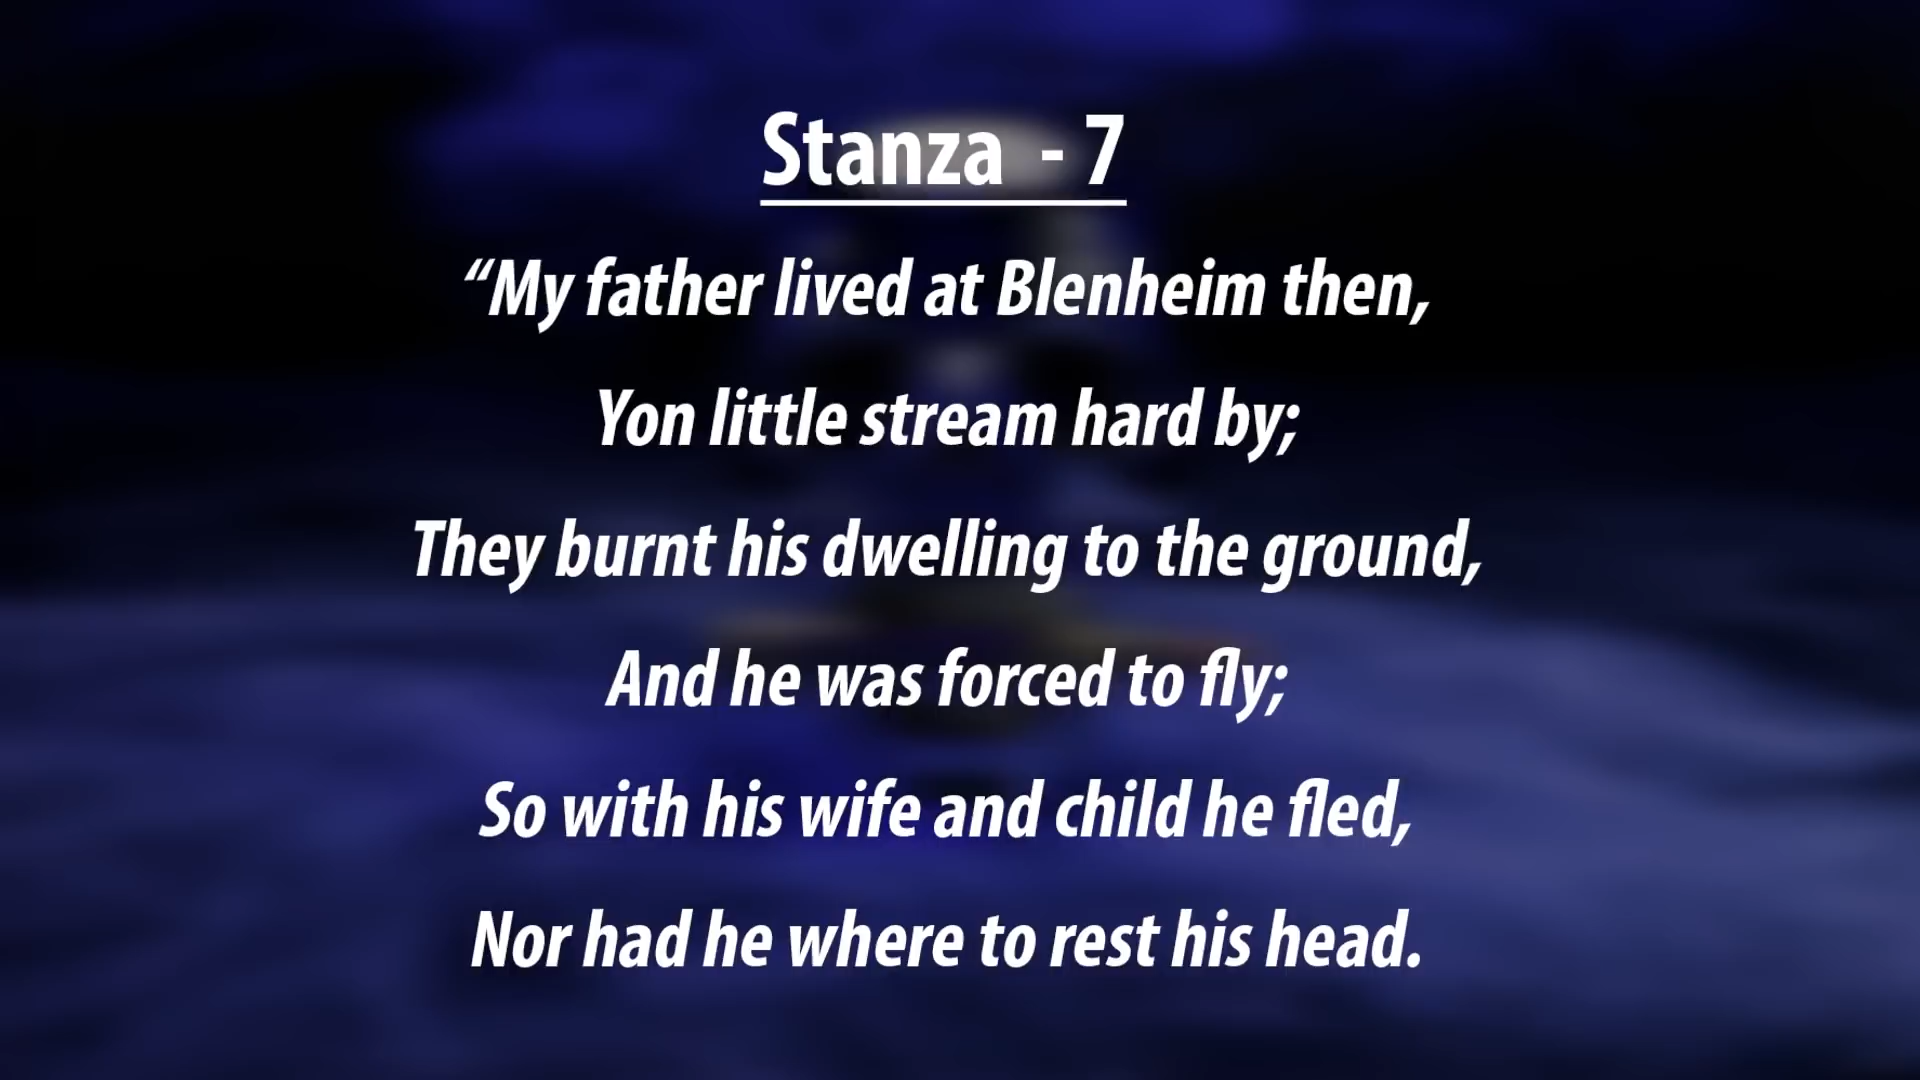 Stanza - 7
“My father lived at Blenheim then,
Yon little stream hard by;
They burnt his dwelling to the ground,
And he was forced to fly;
So with his wife and child he fled,
Nor had he where to rest his head.